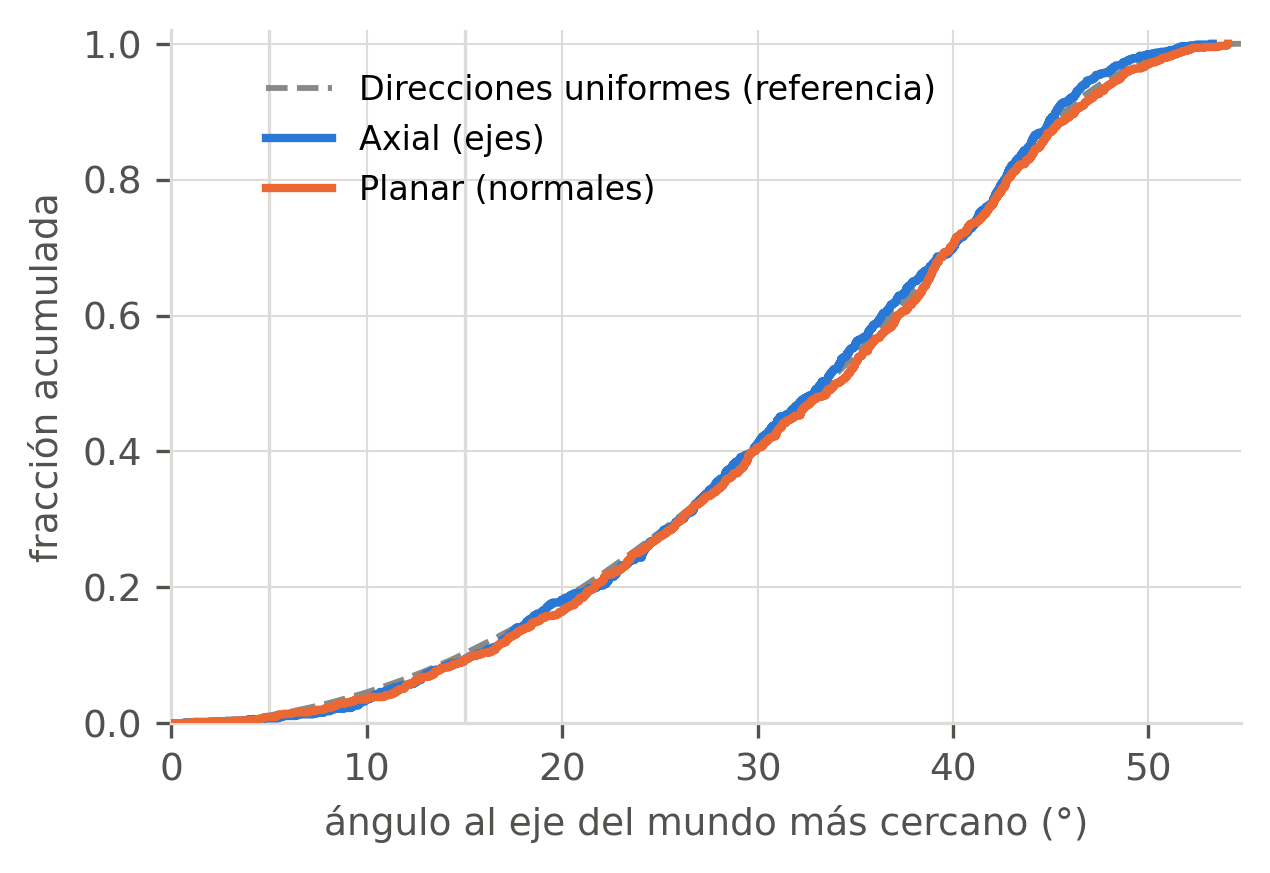 1.0
0.8
0.6
0.4
0.2
0.0
fracción acumulada
Direcciones uniformes (referencia)
Axial (ejes)
Planar (normales)
0 10 20 30 40 50
ángulo al eje del mundo más cercano (°)